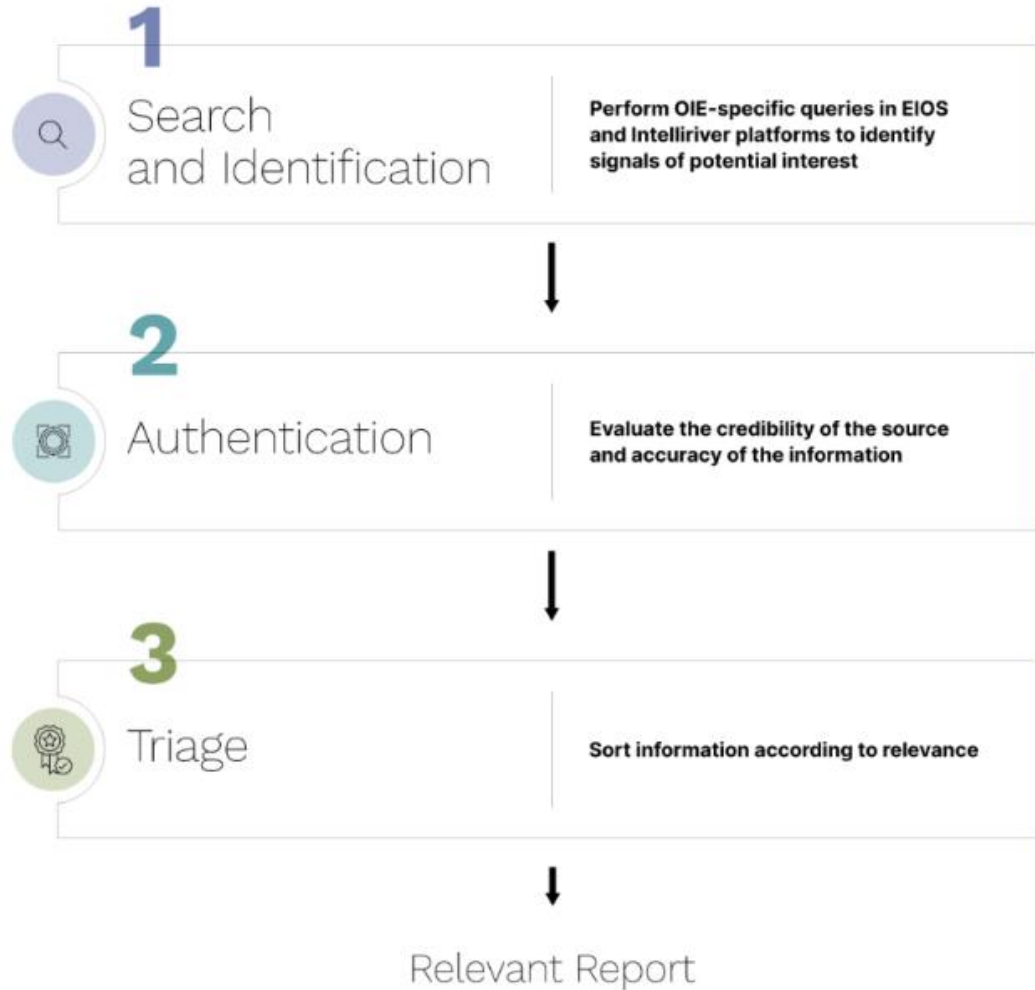 1
Search
and Identification
Perform OIE-specific queries in EIOS
and Intelliriver platforms to identify
signals of potential interest
2
Authentication
Evaluate the credibility of the source
and accuracy of the information
3
Triage
Sort information according to relevance
Relevant Report